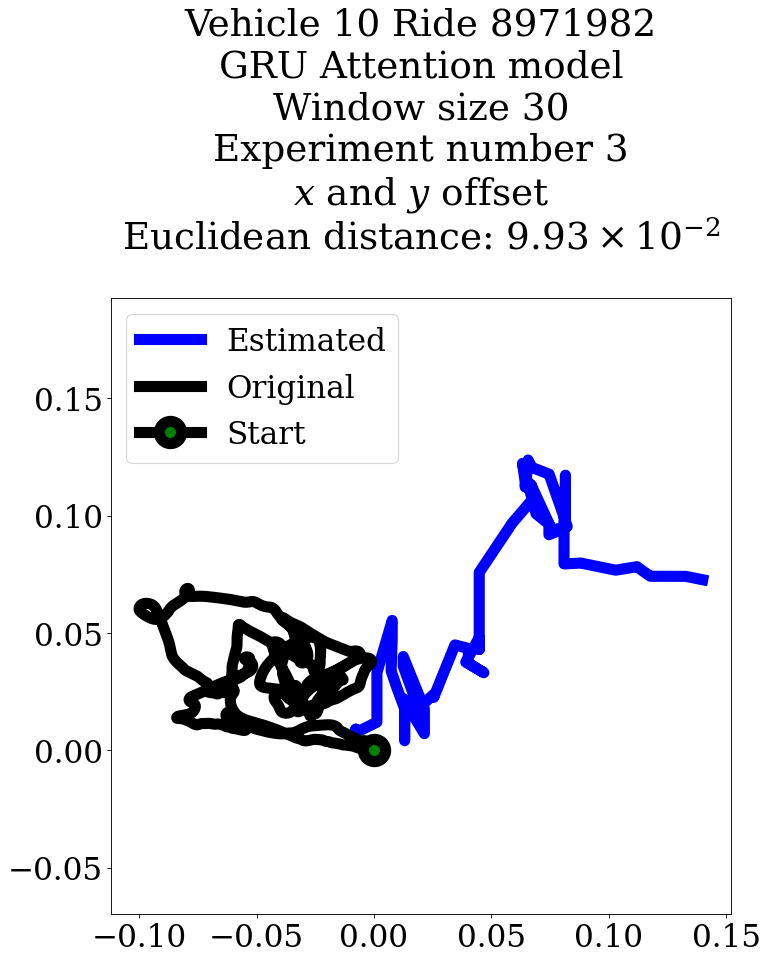 Vehicle 10 Ride 8971982
GRU Attention model
Window size 30
Experiment number 3
x and y offset
Euclidean distance: 9.93 × 10⁻²
Estimated
Original
Start
0.15
0.10
0.05
0.00
−0.05
−0.10 −0.05 0.00 0.05 0.10 0.15